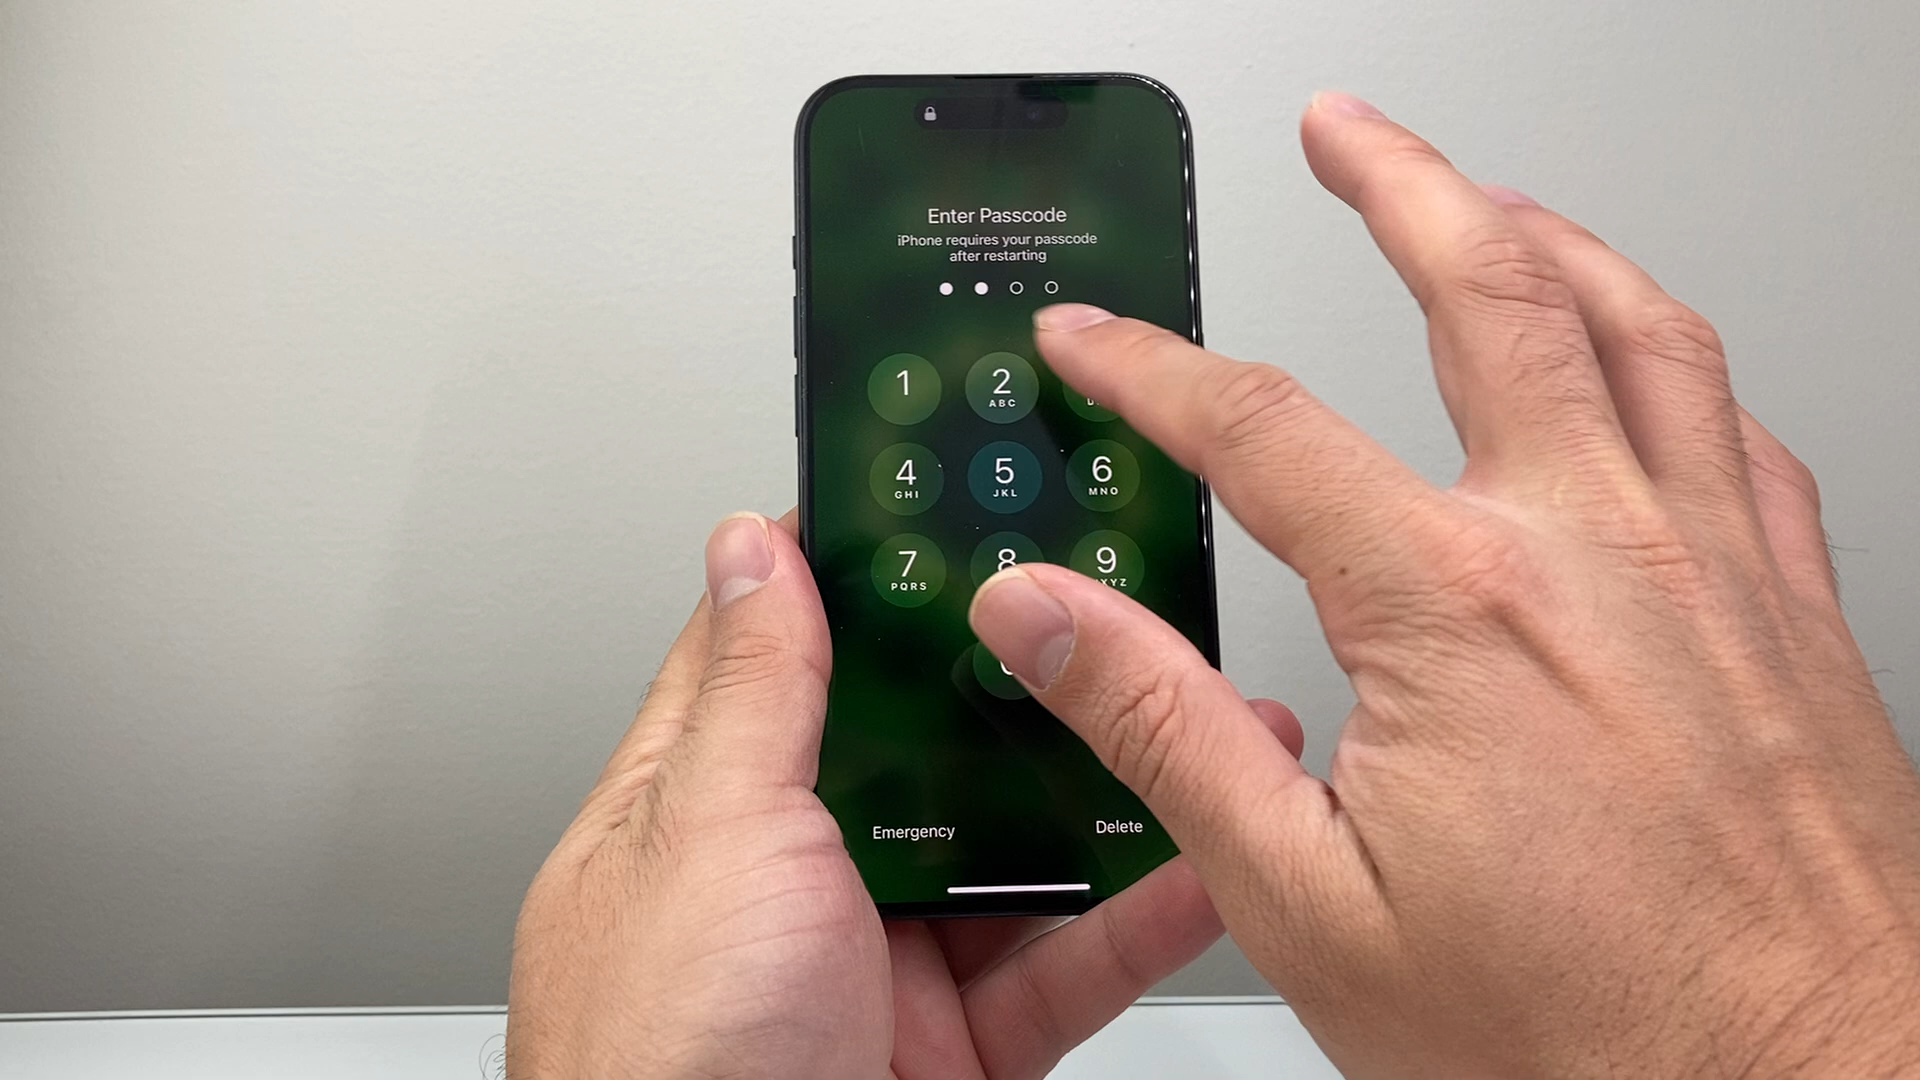 Enter Passcode
iPhone requires your passcode
after restarting
1
2
ABC
4
GHI
5
JKL
6
MNO
7
PQRS
8
9
XYZ
Emergency
Delete